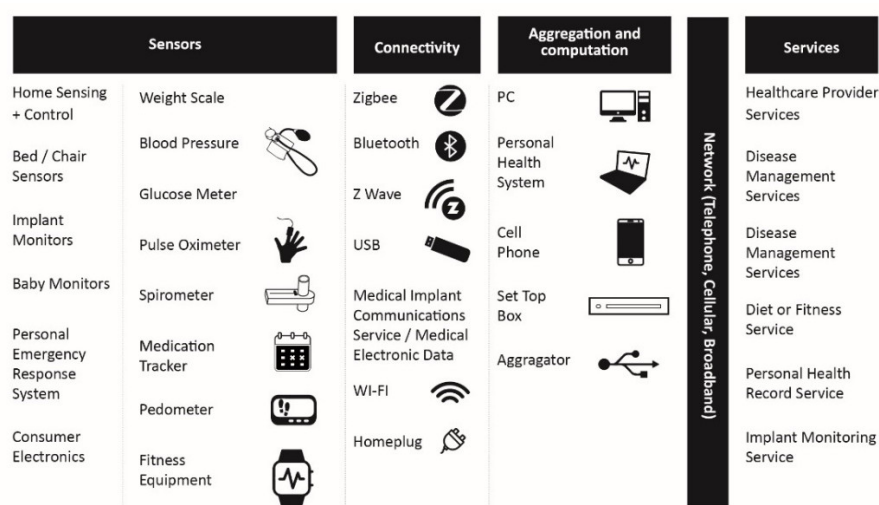 Sensors
Home Sensing
+ Control
Bed / Chair
Sensors
Implant
Monitors
Baby Monitors
Personal
Emergency
Response
System
Consumer
Electronics
Weight Scale
Blood Pressure
Glucose Meter
Pulse Oximeter
Spirometer
Medication
Tracker
Pedometer
Fitness
Equipment
Connectivity
Zigbee
Bluetooth
Z Wave
USB
Medical Implant
Communications
Service / Medical
Electronic Data
WI-FI
Homeplug
Aggregation and
computation
PC
Personal
Health
System
Cell
Phone
Set Top
Box
Aggragator
Network (Telephone, Cellular, Broadband)
Services
Healthcare Provider
Services
Disease
Management
Services
Disease
Management
Services
Diet or Fitness
Service
Personal Health
Record Service
Implant Monitoring
Service